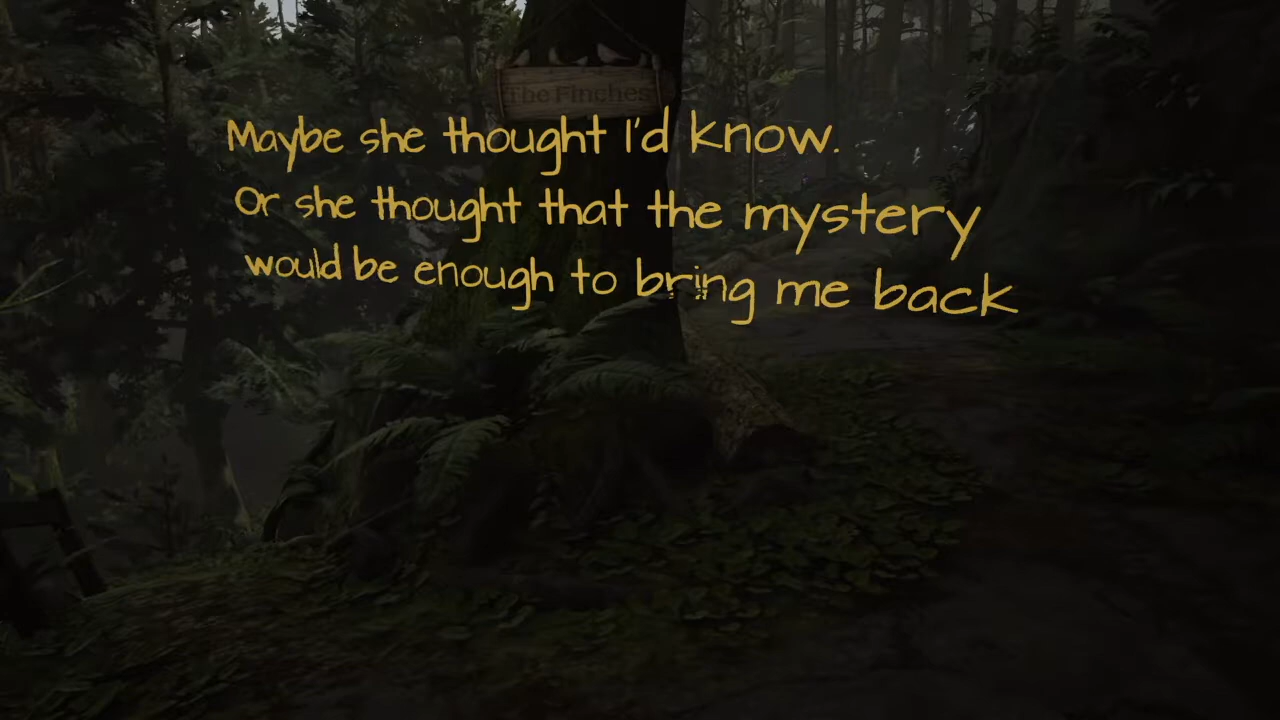 The Finches
Maybe she thought I'd know.
Or she thought that the mystery
would be enough to bring me back